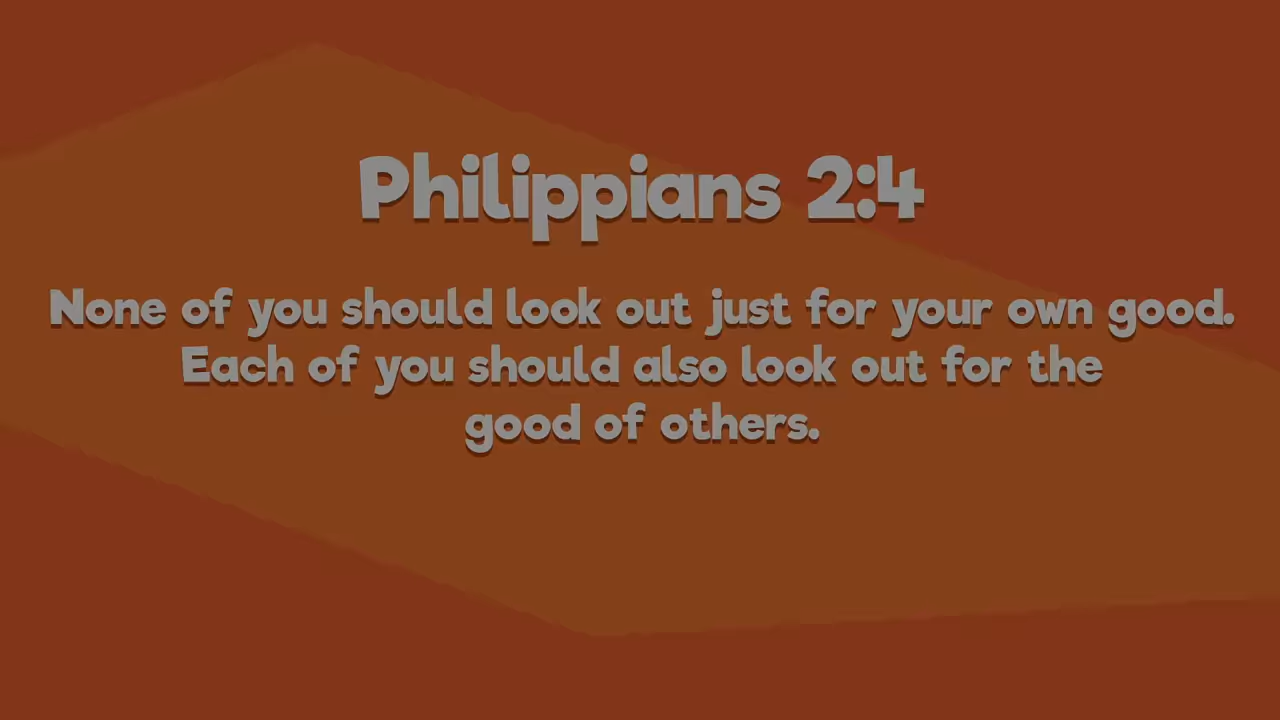 Philippians 2:4
None of you should look out just for your own good.
Each of you should also look out for the
good of others.